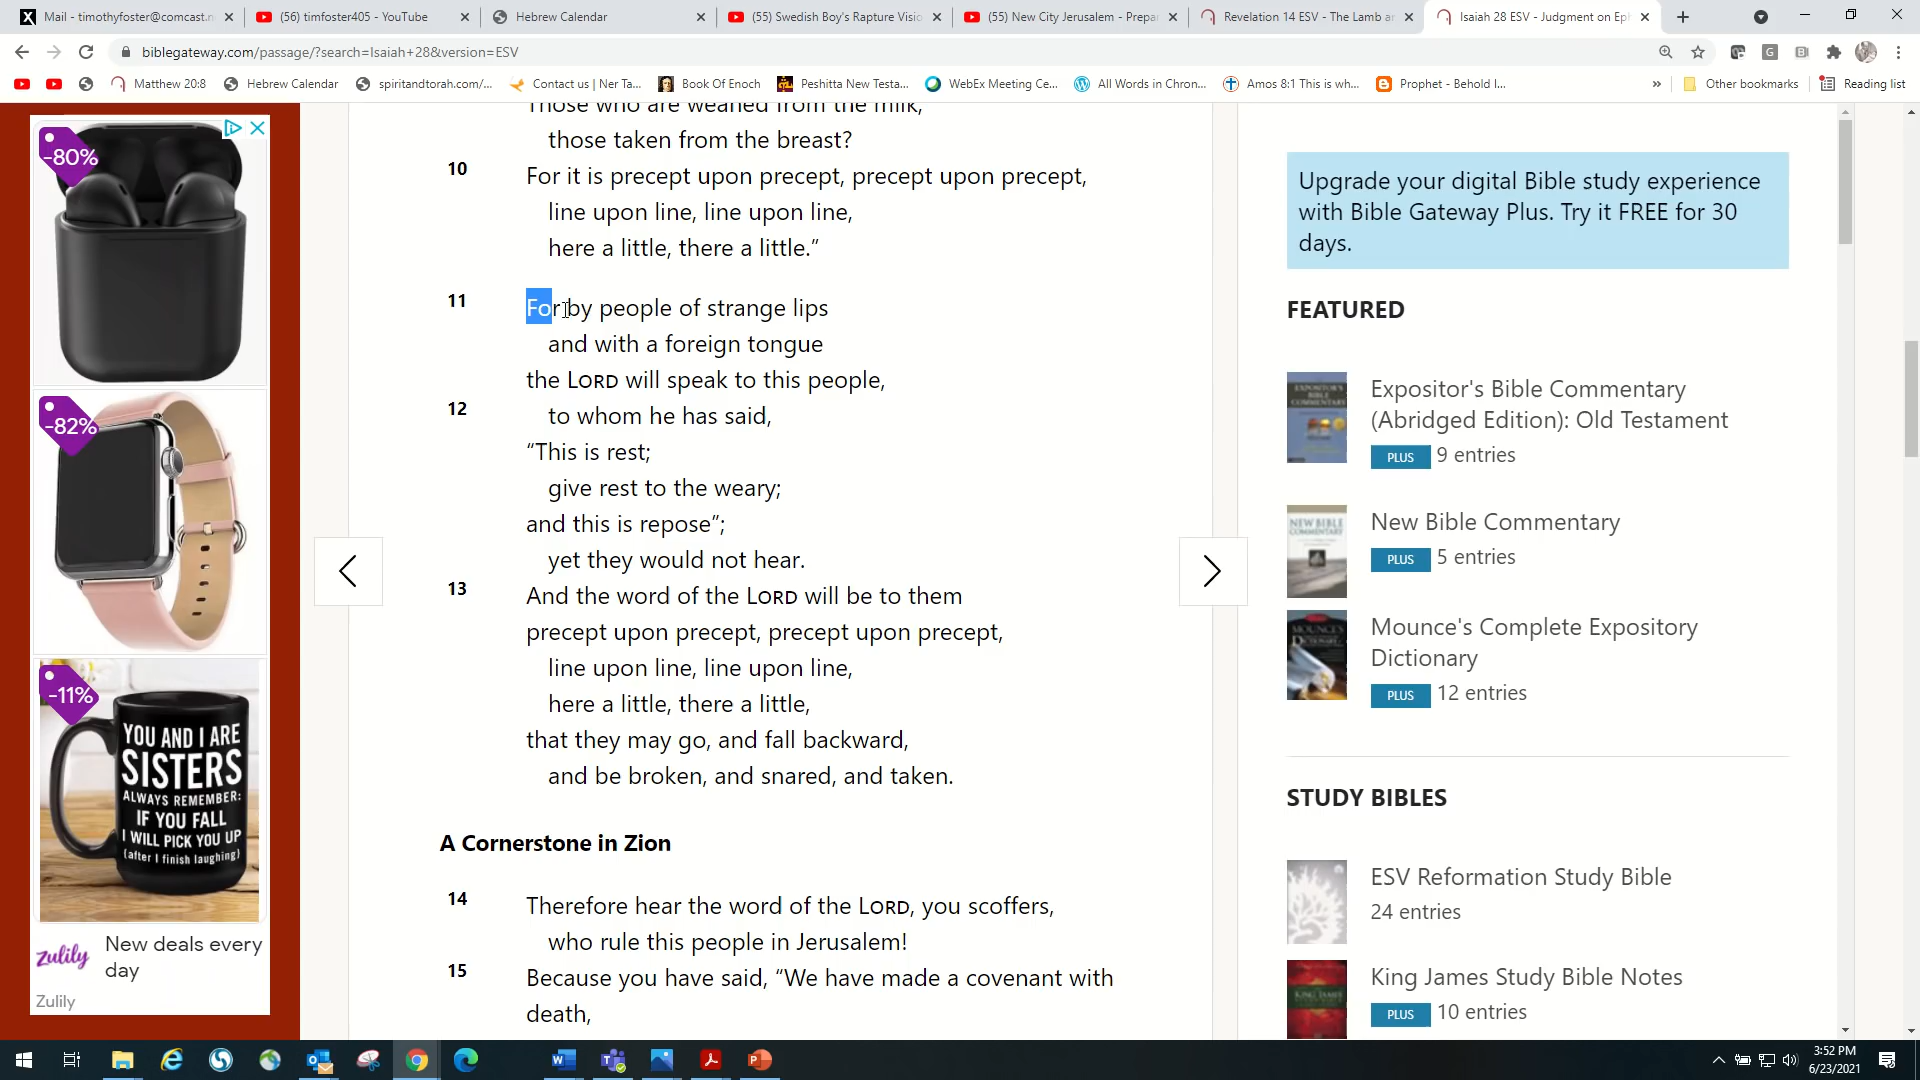 Mail - timothyfoster@comcast.n
(56) timfoster405 - YouTube
Hebrew Calendar
(55) Swedish Boy's Rapture Visio
(55) New City Jerusalem - Prepar
Revelation 14 ESV - The Lamb an
Isaiah 28 ESV - Judgment on Eph
biblegateway.com/passage/?search=Isaiah+28&version=ESV
Matthew 20:8
Hebrew Calendar
spiritandtorah.com/...
Contact us | Ner Ta...
Book Of Enoch
Peshitta New Testa...
WebEx Meeting Ce...
All Words in Chron...
Amos 8:1 This is wh...
Prophet - Behold I...
»
Other bookmarks
Reading list
-80%
-82%
-11%
YOU AND I ARE
SISTERS
ALWAYS REMEMBER:
IF YOU FALL
I WILL PICK YOU UP
(after I finish laughing)
zulily
New deals every
day
Zulily
Those who are weaned from the milk,
those taken from the breast?
10 For it is precept upon precept, precept upon precept,
line upon line, line upon line,
here a little, there a little.”
11 For by people of strange lips
and with a foreign tongue
the LORD will speak to this people,
12 to whom he has said,
“This is rest;
give rest to the weary;
and this is repose”;
yet they would not hear.
13 And the word of the LORD will be to them
precept upon precept, precept upon precept,
line upon line, line upon line,
here a little, there a little,
that they may go, and fall backward,
and be broken, and snared, and taken.
A Cornerstone in Zion
14 Therefore hear the word of the LORD, you scoffers,
who rule this people in Jerusalem!
15 Because you have said, “We have made a covenant with
death,
Upgrade your digital Bible study experience
with Bible Gateway Plus. Try it FREE for 30
days.
FEATURED
Expositor's Bible Commentary
(Abridged Edition): Old Testament
PLUS 9 entries
New Bible Commentary
PLUS 5 entries
Mounce's Complete Expository
Dictionary
PLUS 12 entries
STUDY BIBLES
ESV Reformation Study Bible
24 entries
King James Study Bible Notes
PLUS 10 entries
3:52 PM
6/23/2021